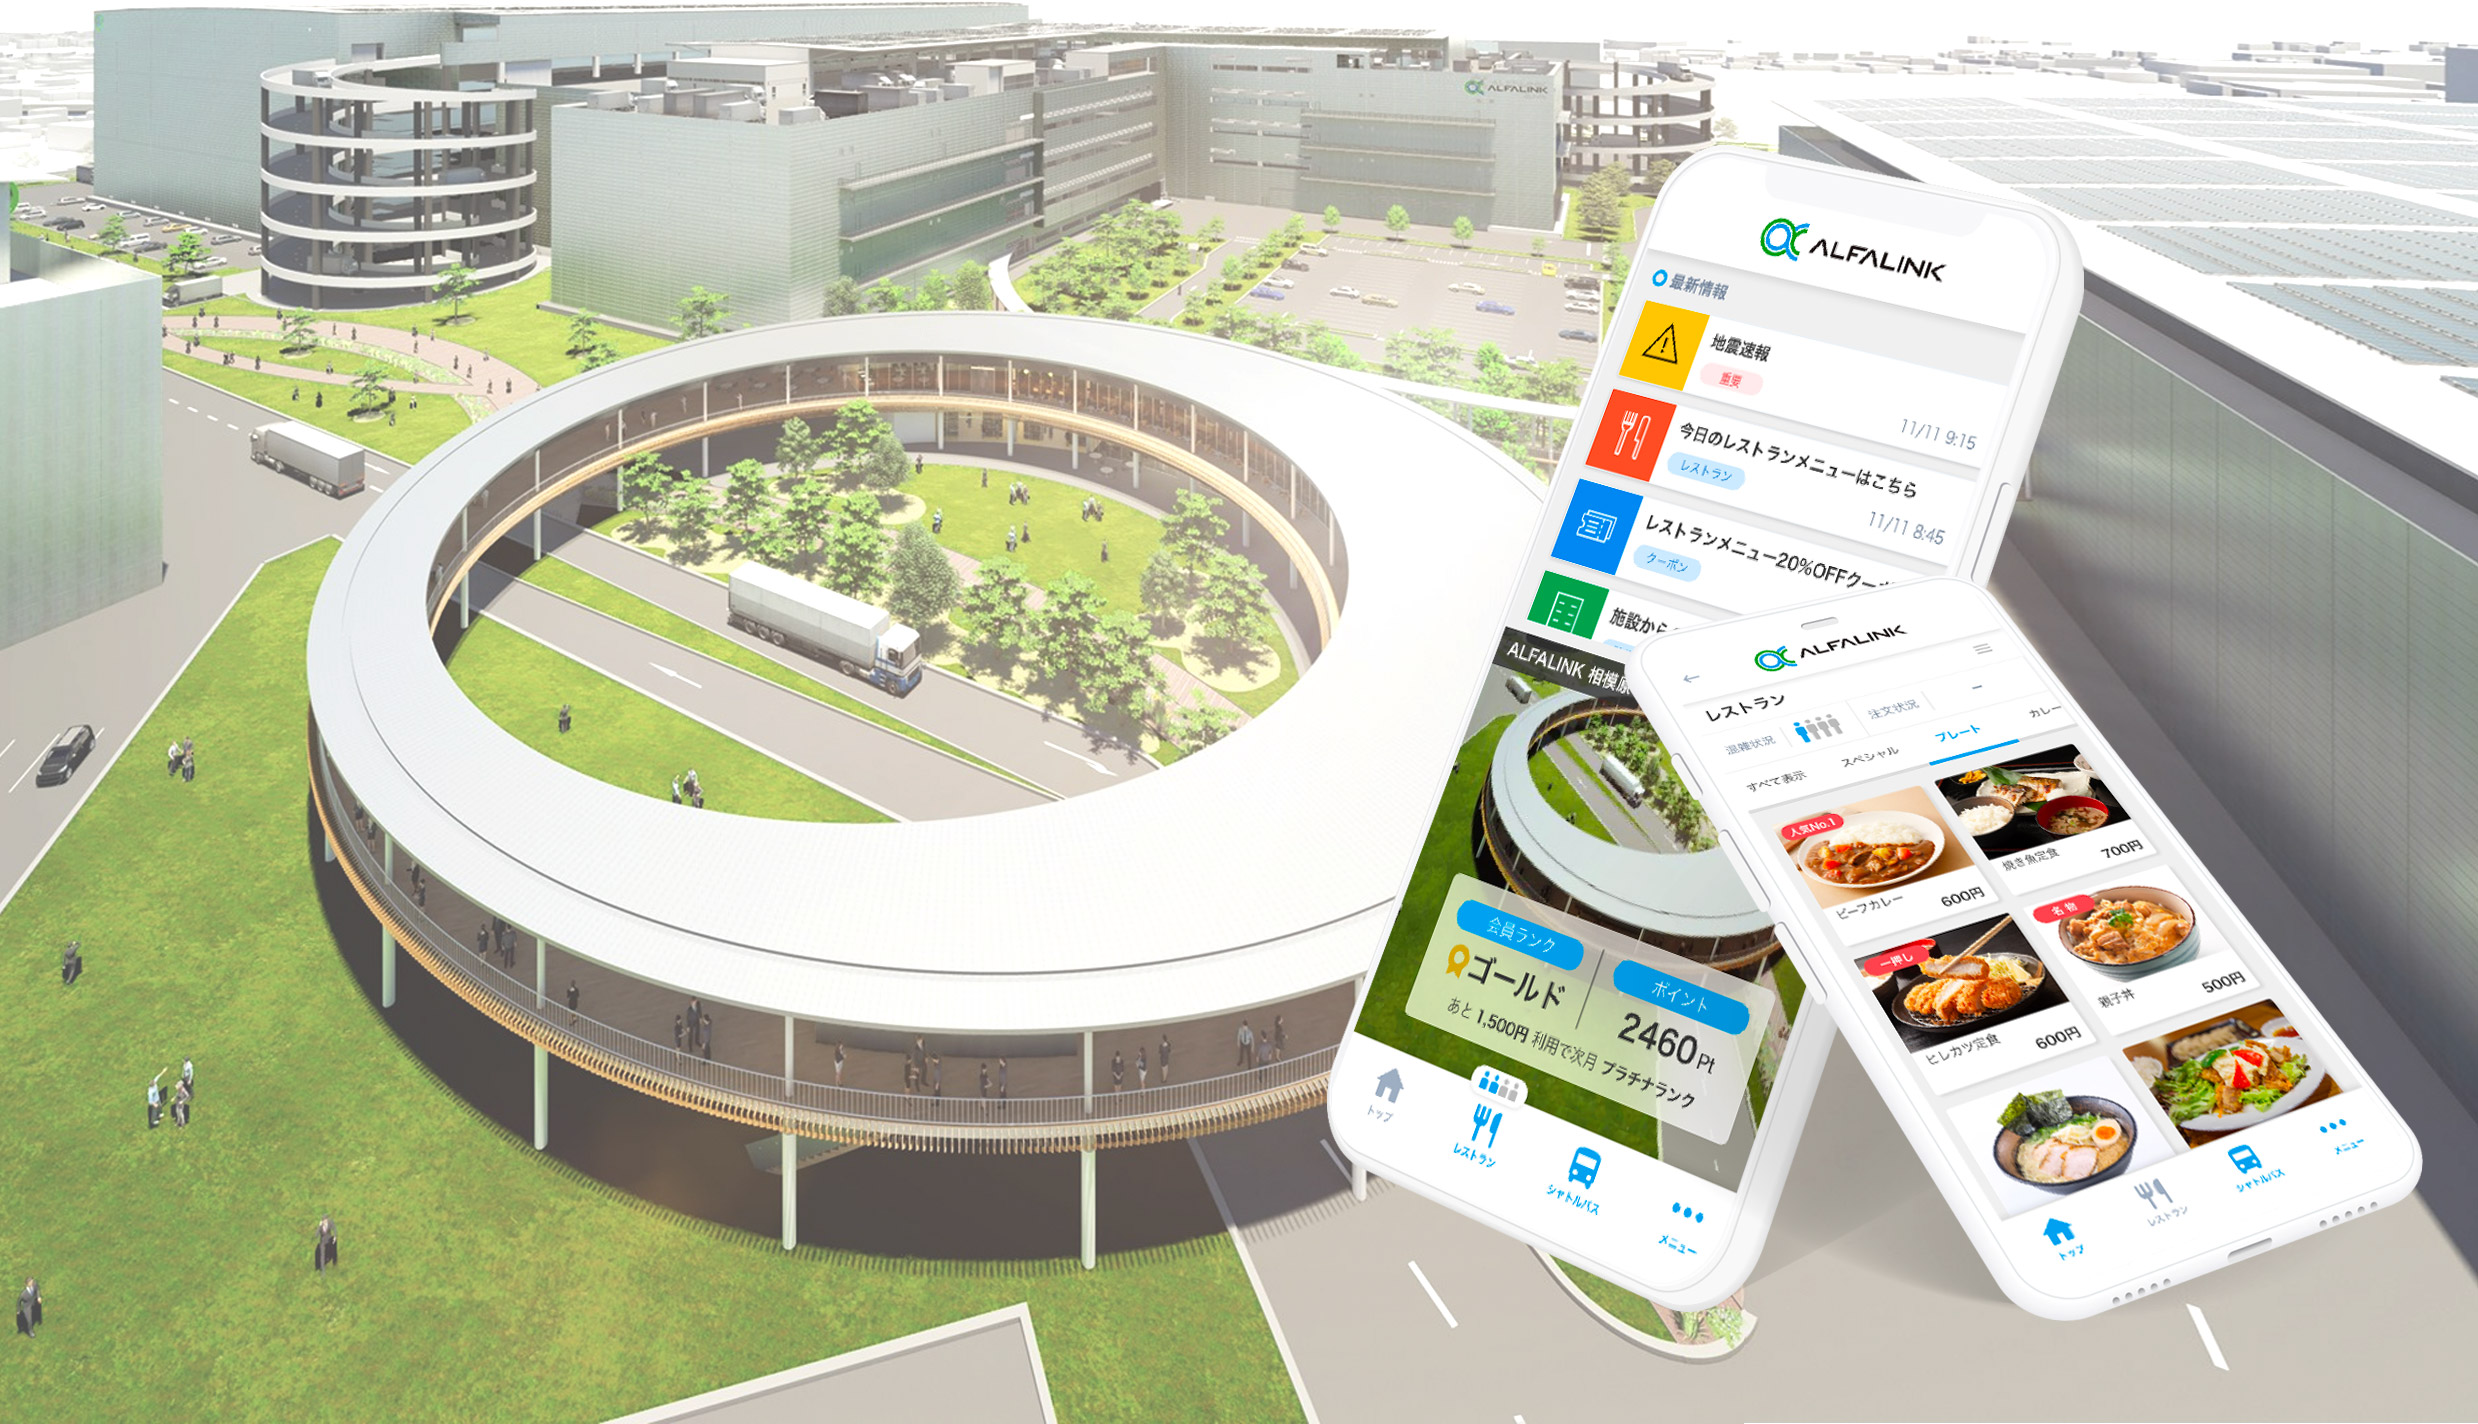 ALFALINK
ALFALINK
最新情報
地震速報
重要
11/11 9:15
今日のレストランメニューはこちら
レストラン
11/11 8:45
レストランメニュー20%OFFクー
クーポン
施設から
ALFALINK 相模原
会員ランク
ゴールド
ポイント
2460Pt
あと 1,500円 利用で次月 プラチナランク
トップ
レストラン
シャトルバス
メニュー
ALFALINK
レストラン
混雑状況
注文状況
すべて表示
スペシャル
プレート
カレー
人気No.1
ビーフカレー
600円
焼き魚定食
700円
一押し
ヒレカツ定食
600円
名物
親子丼
500円
トップ
レストラン
シャトルバス
メニュー